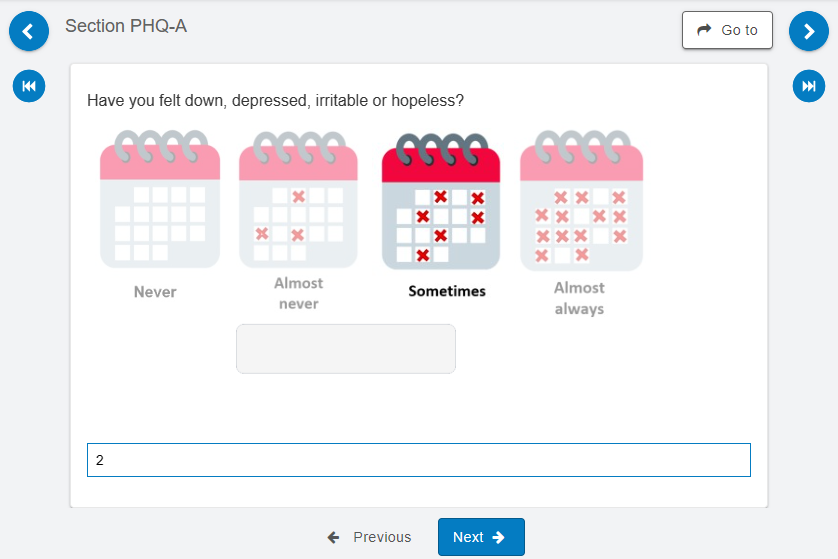 Section PHQ-A
Go to
Have you felt down, depressed, irritable or hopeless?
Never
Almost
never
Sometimes
Almost
always
2
Previous
Next